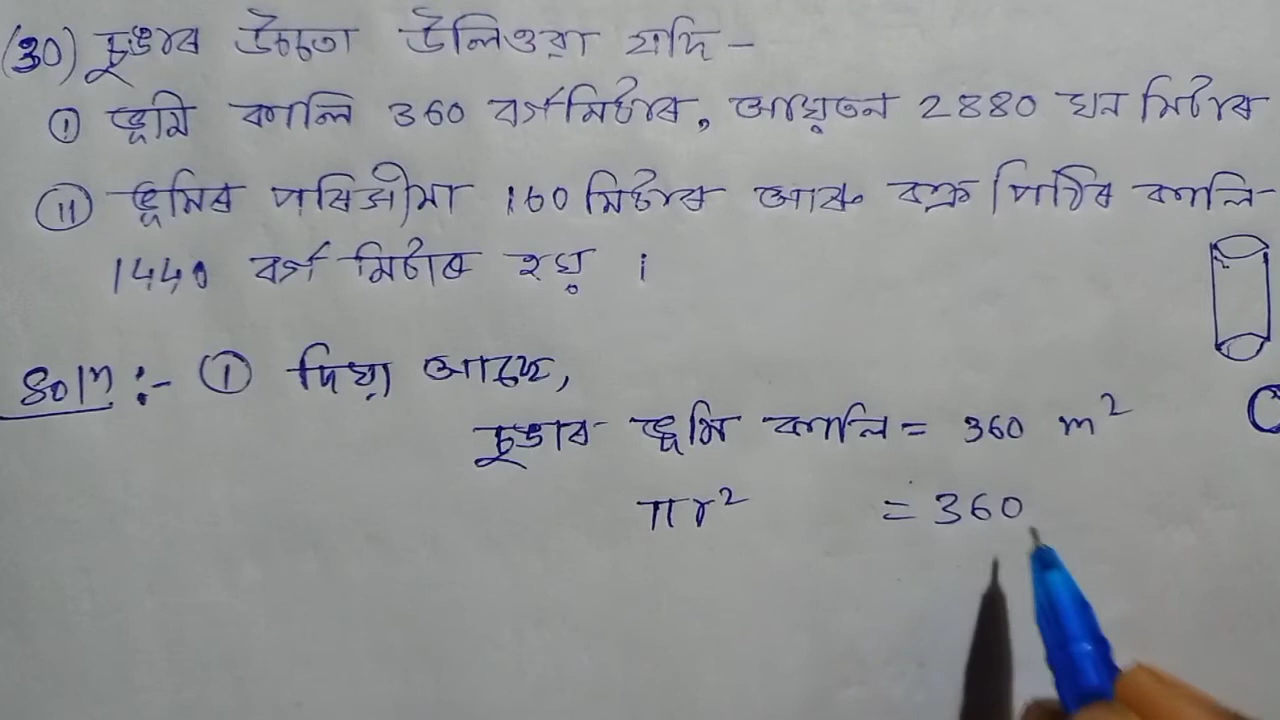 (30) চুঙাৰ উচ্চতা উলিওৱা যদি -
(i) ভূমি কালি 360 বৰ্গমিটাৰ, আয়তন 2880 ঘন মিটাৰ
(ii) ভূমিৰ পৰিসীমা 160 মিটাৰ আৰু বক্ৰ পিঠিৰ কালি -
1440 বৰ্গ মিটাৰ হয় ।
Soln :- (i) দিয়া আছে,
চুঙাৰ ভূমি কালি = 360 m²
πr² = 360